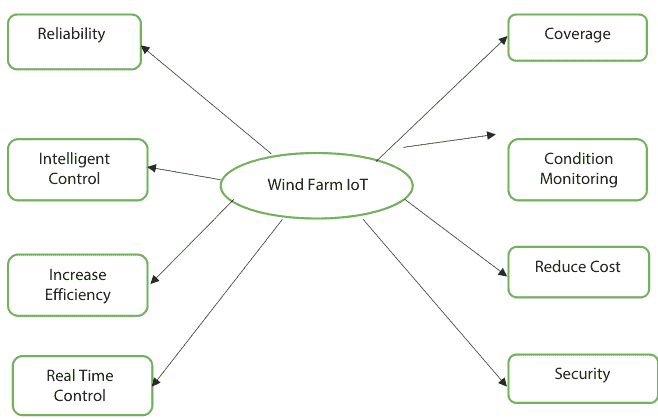 Reliability
Coverage
Intelligent
Control
Condition
Monitoring
Wind Farm IoT
Increase
Efficiency
Reduce Cost
Real Time
Control
Security